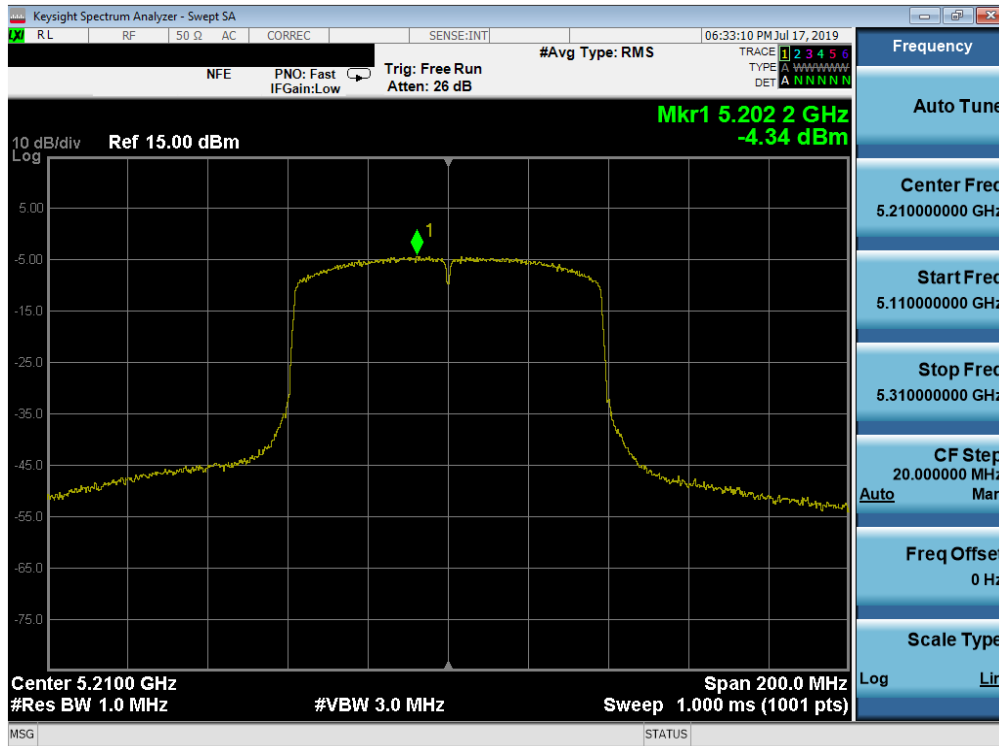 Keysight Spectrum Analyzer - Swept SA
LXI RL RF 50 Ω AC CORREC SENSE:INT 06:33:10 PM Jul 17, 2019
#Avg Type: RMS TRACE 1 2 3 4 5 6
NFE PNO: Fast Trig: Free Run TYPE A WWWWW
IFGain:Low Atten: 26 dB DET A N N N N N
Mkr1 5.202 2 GHz
-4.34 dBm
10 dB/div Ref 15.00 dBm
Log
1
5.00
-5.00
-15.0
-25.0
-35.0
-45.0
-55.0
-65.0
-75.0
Center 5.2100 GHz Span 200.0 MHz
#Res BW 1.0 MHz #VBW 3.0 MHz Sweep 1.000 ms (1001 pts)
MSG STATUS
Frequency
Auto Tune
Center Freq
5.210000000 GHz
Start Freq
5.110000000 GHz
Stop Freq
5.310000000 GHz
CF Step
20.000000 MHz
Auto Man
Freq Offset
0 Hz
Scale Type
Log Lin